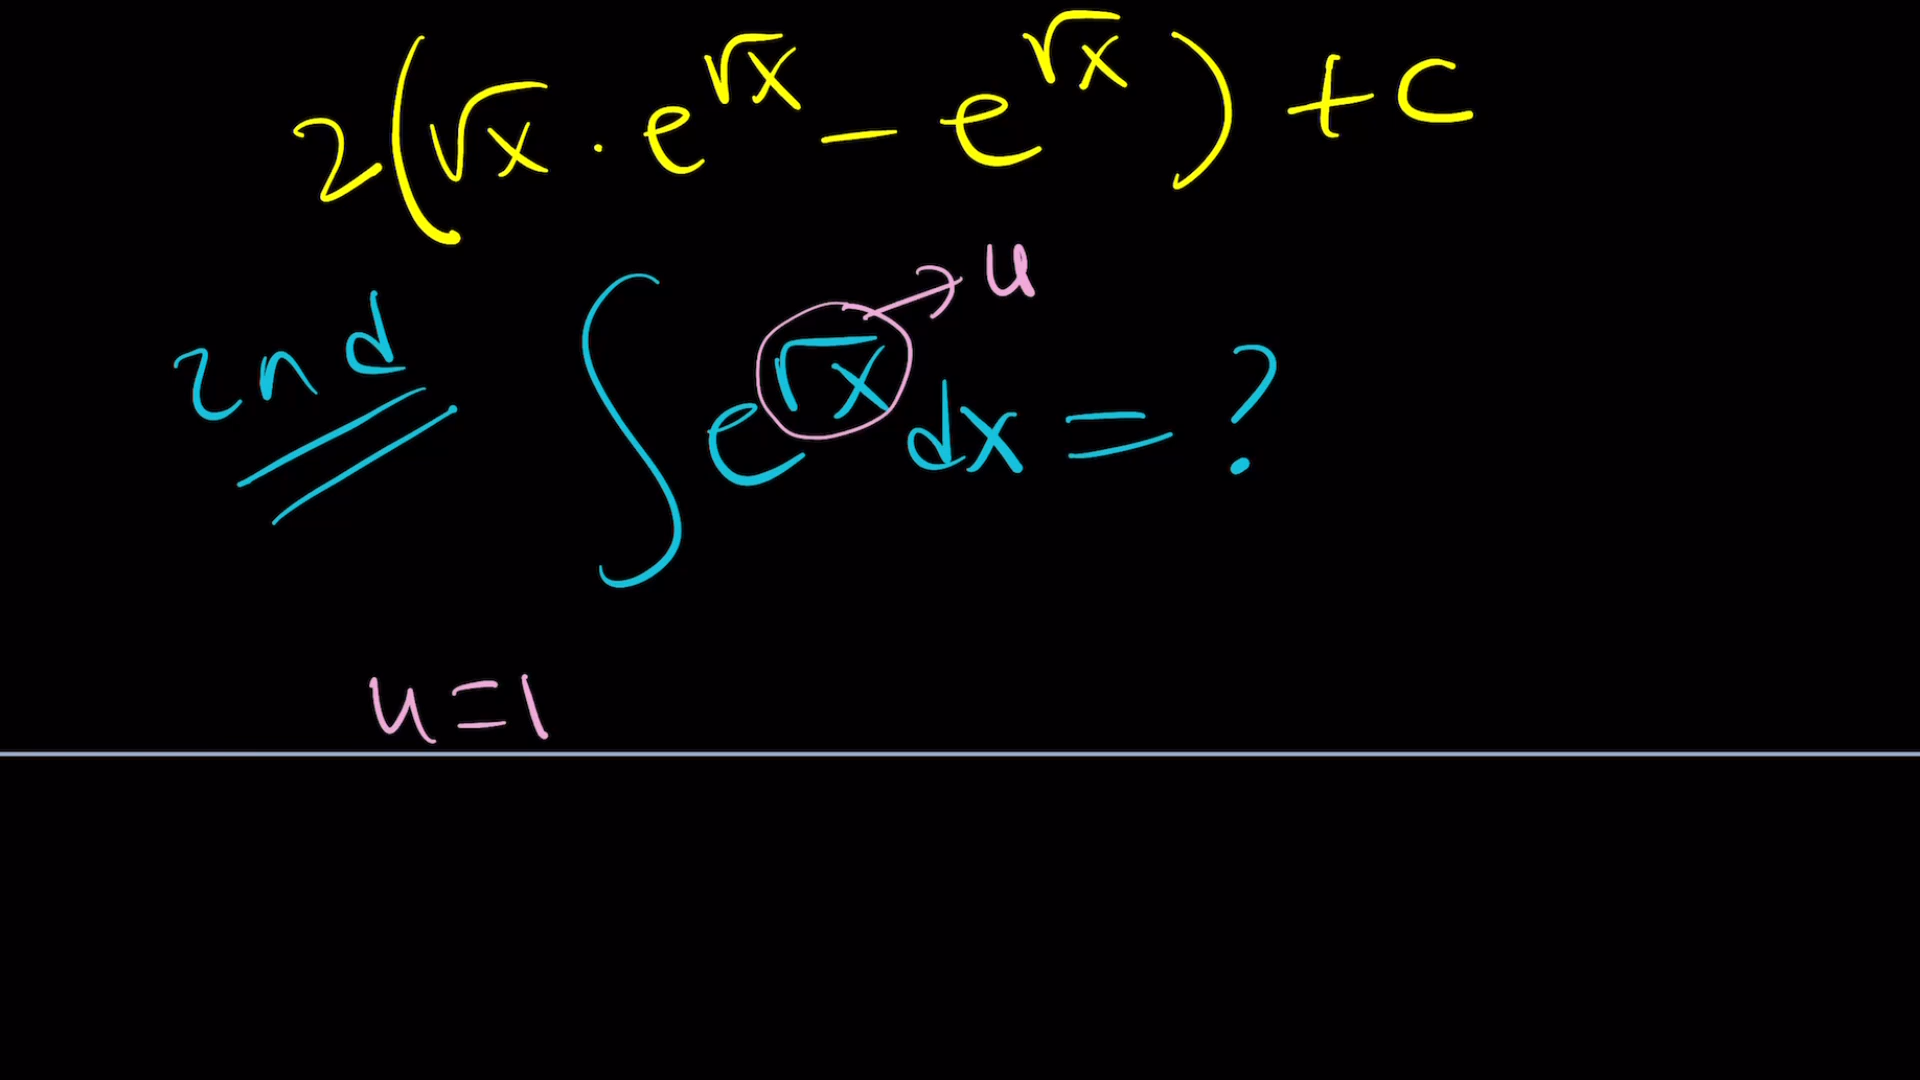 2(√x · e^√x − e^√x) + c
2nd ∫ e^√x dx = ? → u
u = 1